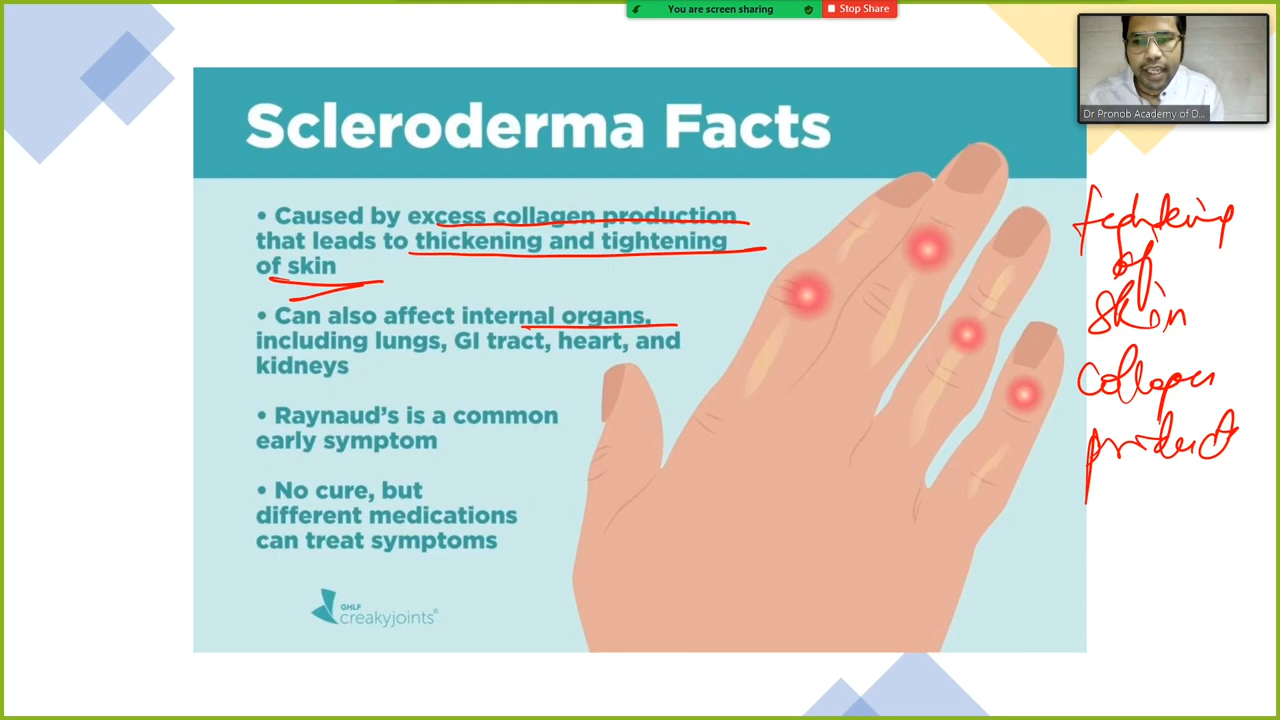 You are screen sharing
Stop Share
Dr Pronob Academy of D...
Scleroderma Facts
• Caused by excess collagen production
that leads to thickening and tightening
of skin
• Can also affect internal organs,
including lungs, GI tract, heart, and
kidneys
• Raynaud's is a common
early symptom
• No cure, but
different medications
can treat symptoms
GHLF
creakyjoints®
of
skin
collagen
product